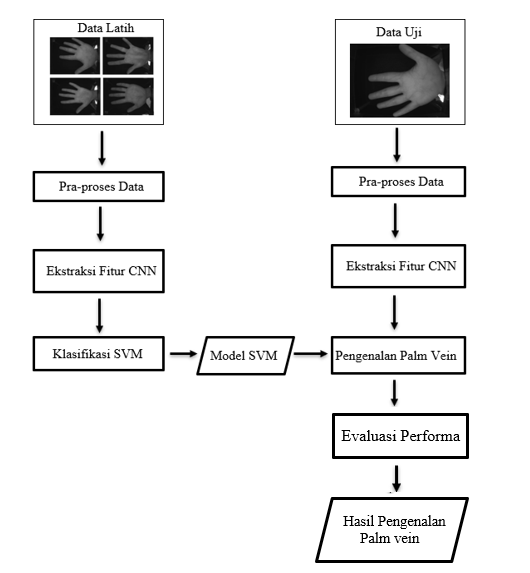 Data Latih
Data Uji
Pra-proses Data
Pra-proses Data
Ekstraksi Fitur CNN
Ekstraksi Fitur CNN
Klasifikasi SVM
Model SVM
Pengenalan Palm Vein
Evaluasi Performa
Hasil Pengenalan
Palm vein